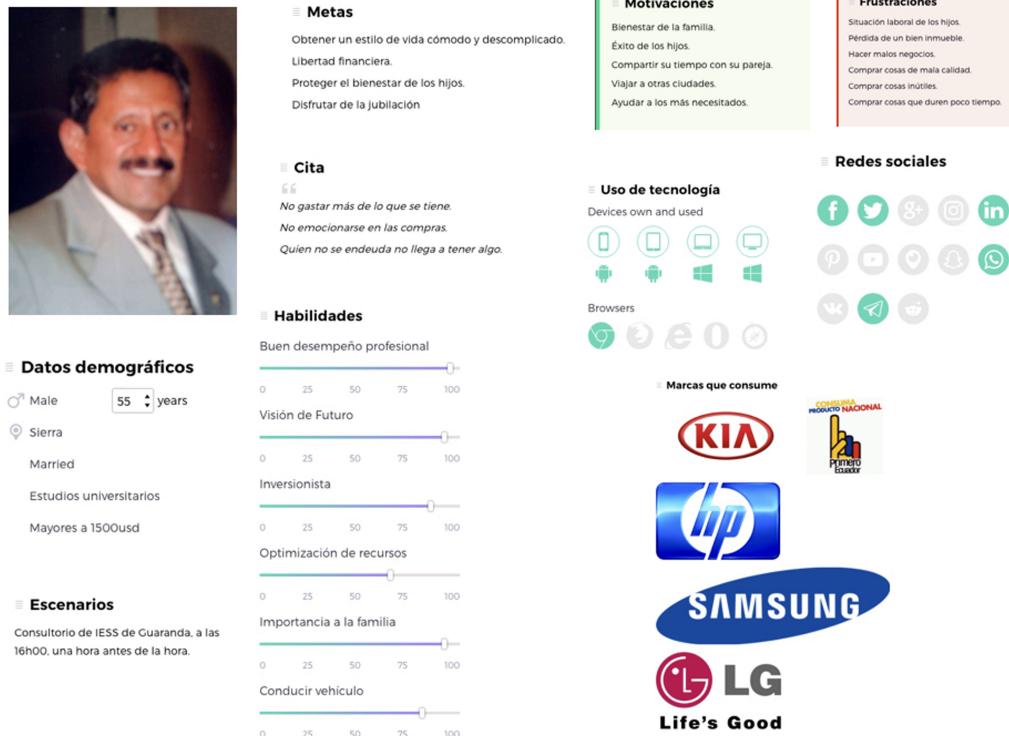 Metas
Obtener un estilo de vida cómodo y descomplicado.
Libertad financiera.
Proteger el bienestar de los hijos.
Disfrutar de la jubilación
Motivaciones
Bienestar de la familia.
Éxito de los hijos.
Compartir su tiempo con su pareja.
Viajar a otras ciudades.
Ayudar a los más necesitados.
Frustraciones
Situación laboral de los hijos.
Pérdida de un bien inmueble.
Hacer malos negocios.
Comprar cosas de mala calidad.
Comprar cosas inútiles.
Comprar cosas que duren poco tiempo.
Cita
No gastar más de lo que se tiene.
No emocionarse en las compras.
Quien no se endeuda no llega a tener algo.
Uso de tecnología
Devices own and used
Browsers
Redes sociales
f
g+
in
Datos demográficos
Male 55 years
Sierra
Married
Estudios universitarios
Mayores a 1500usd
Escenarios
Consultorio de IESS de Guaranda, a las
16h00, una hora antes de la hora.
Habilidades
Buen desempeño profesional
0 25 50 75 100
Visión de Futuro
0 25 50 75 100
Inversionista
0 25 50 75 100
Optimización de recursos
0 25 50 75 100
Importancia a la familia
0 25 50 75 100
Conducir vehículo
0 25 50 75 100
Marcas que consume
KIA
CONSUMA
PRODUCTO NACIONAL
Primero
Ecuador
hp
SAMSUNG
LG
Life's Good